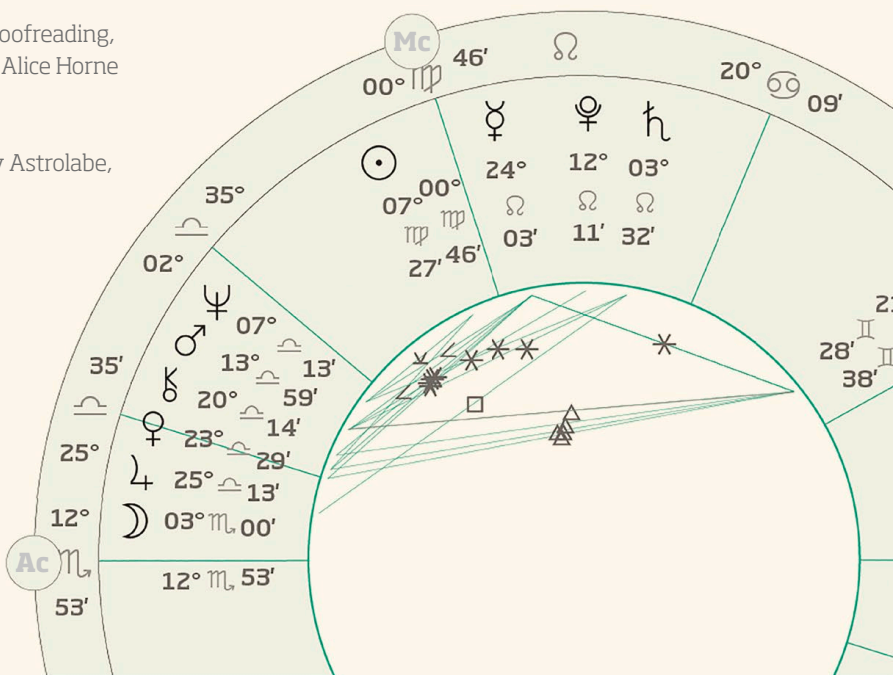 oofreading,
Alice Horne
Astrolabe,
Mc
00° ♍ 46′
☊
20° ♋ 09′
☉
07° ♍ 27′
00° ♍ 46′
☿
24° ☊ 03′
♇
12° ☊ 11′
♄
03° ☊ 32′
35°
♎
02°
♆ 07° ♎ 13′
♂ 13° ♎ 59′
⚷ 20° ♎ 14′
♀ 23° ♎ 29′
♃ 25° ♎ 13′
☽ 03° ♏ 00′
12° ♏ 53′
35′
♎
25°
12°
Ac ♏
53′
♊
28′
♊
38′